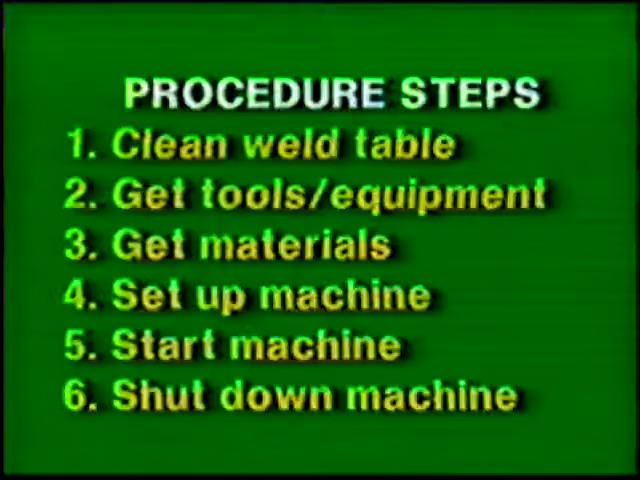 PROCEDURE STEPS
1. Clean weld table
2. Get tools/equipment
3. Get materials
4. Set up machine
5. Start machine
6. Shut down machine